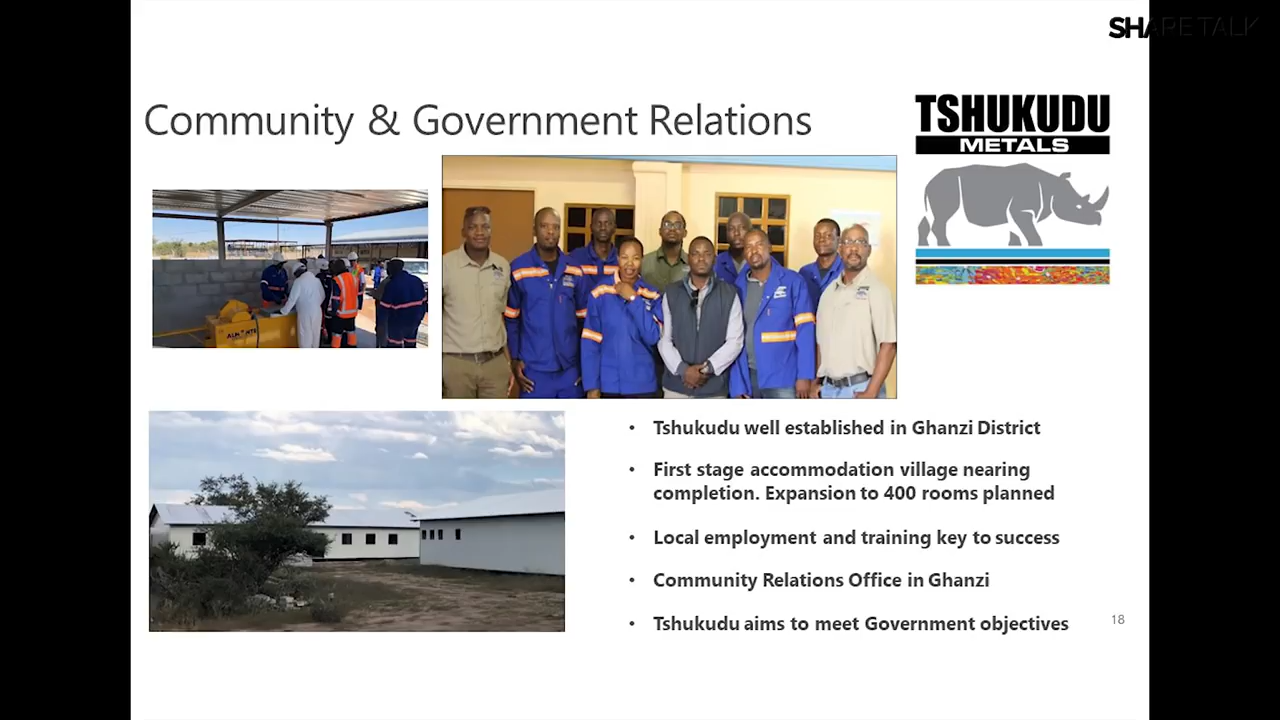 SHARETALK
Community & Government Relations
TSHUKUDU
METALS
• Tshukudu well established in Ghanzi District
• First stage accommodation village nearing
completion. Expansion to 400 rooms planned
• Local employment and training key to success
• Community Relations Office in Ghanzi
• Tshukudu aims to meet Government objectives
18